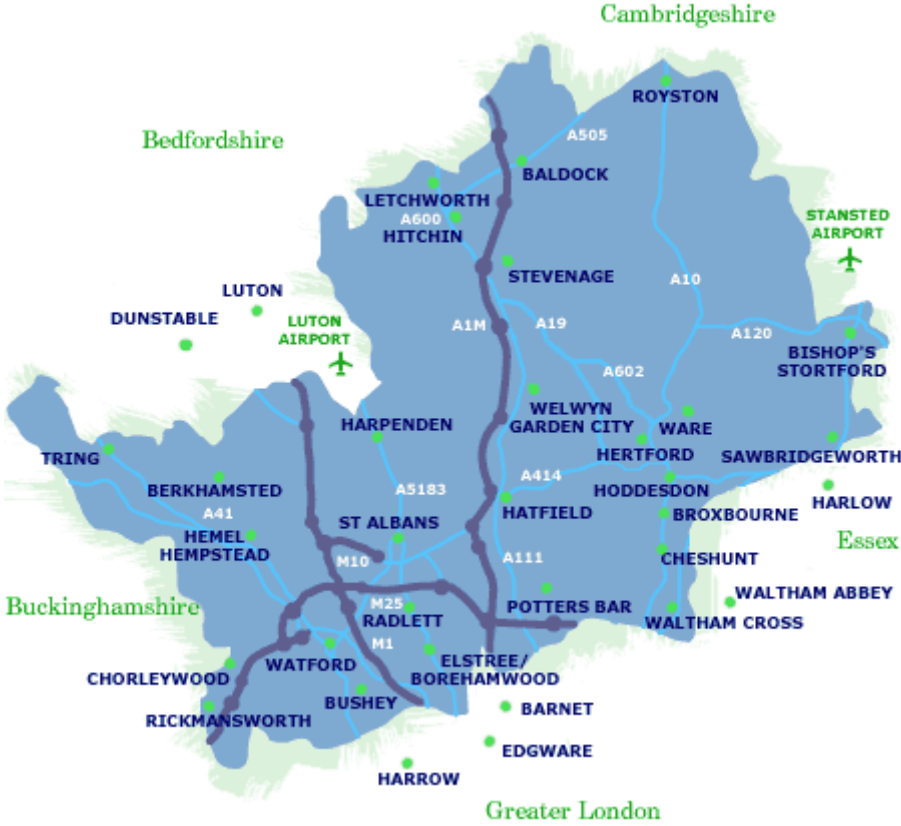 Cambridgeshire
ROYSTON
A505
Bedfordshire
BALDOCK
LETCHWORTH
A600
HITCHIN
STANSTED
AIRPORT
STEVENAGE
A10
LUTON
DUNSTABLE
LUTON
AIRPORT
A1M
A19
A120
BISHOP'S
STORTFORD
A602
WELWYN
GARDEN CITY
WARE
HARPENDEN
HERTFORD
TRING
SAWBRIDGEWORTH
BERKHAMSTED
A5183
A414
HODDESDON
HARLOW
A41
ST ALBANS
HATFIELD
BROXBOURNE
HEMEL
HEMPSTEAD
Essex
M10
A111
CHESHUNT
Buckinghamshire
M25
RADLETT
POTTERS BAR
WALTHAM ABBEY
WALTHAM CROSS
M1
WATFORD
ELSTREE/
BOREHAMWOOD
CHORLEYWOOD
BUSHEY
RICKMANSWORTH
BARNET
EDGWARE
HARROW
Greater London